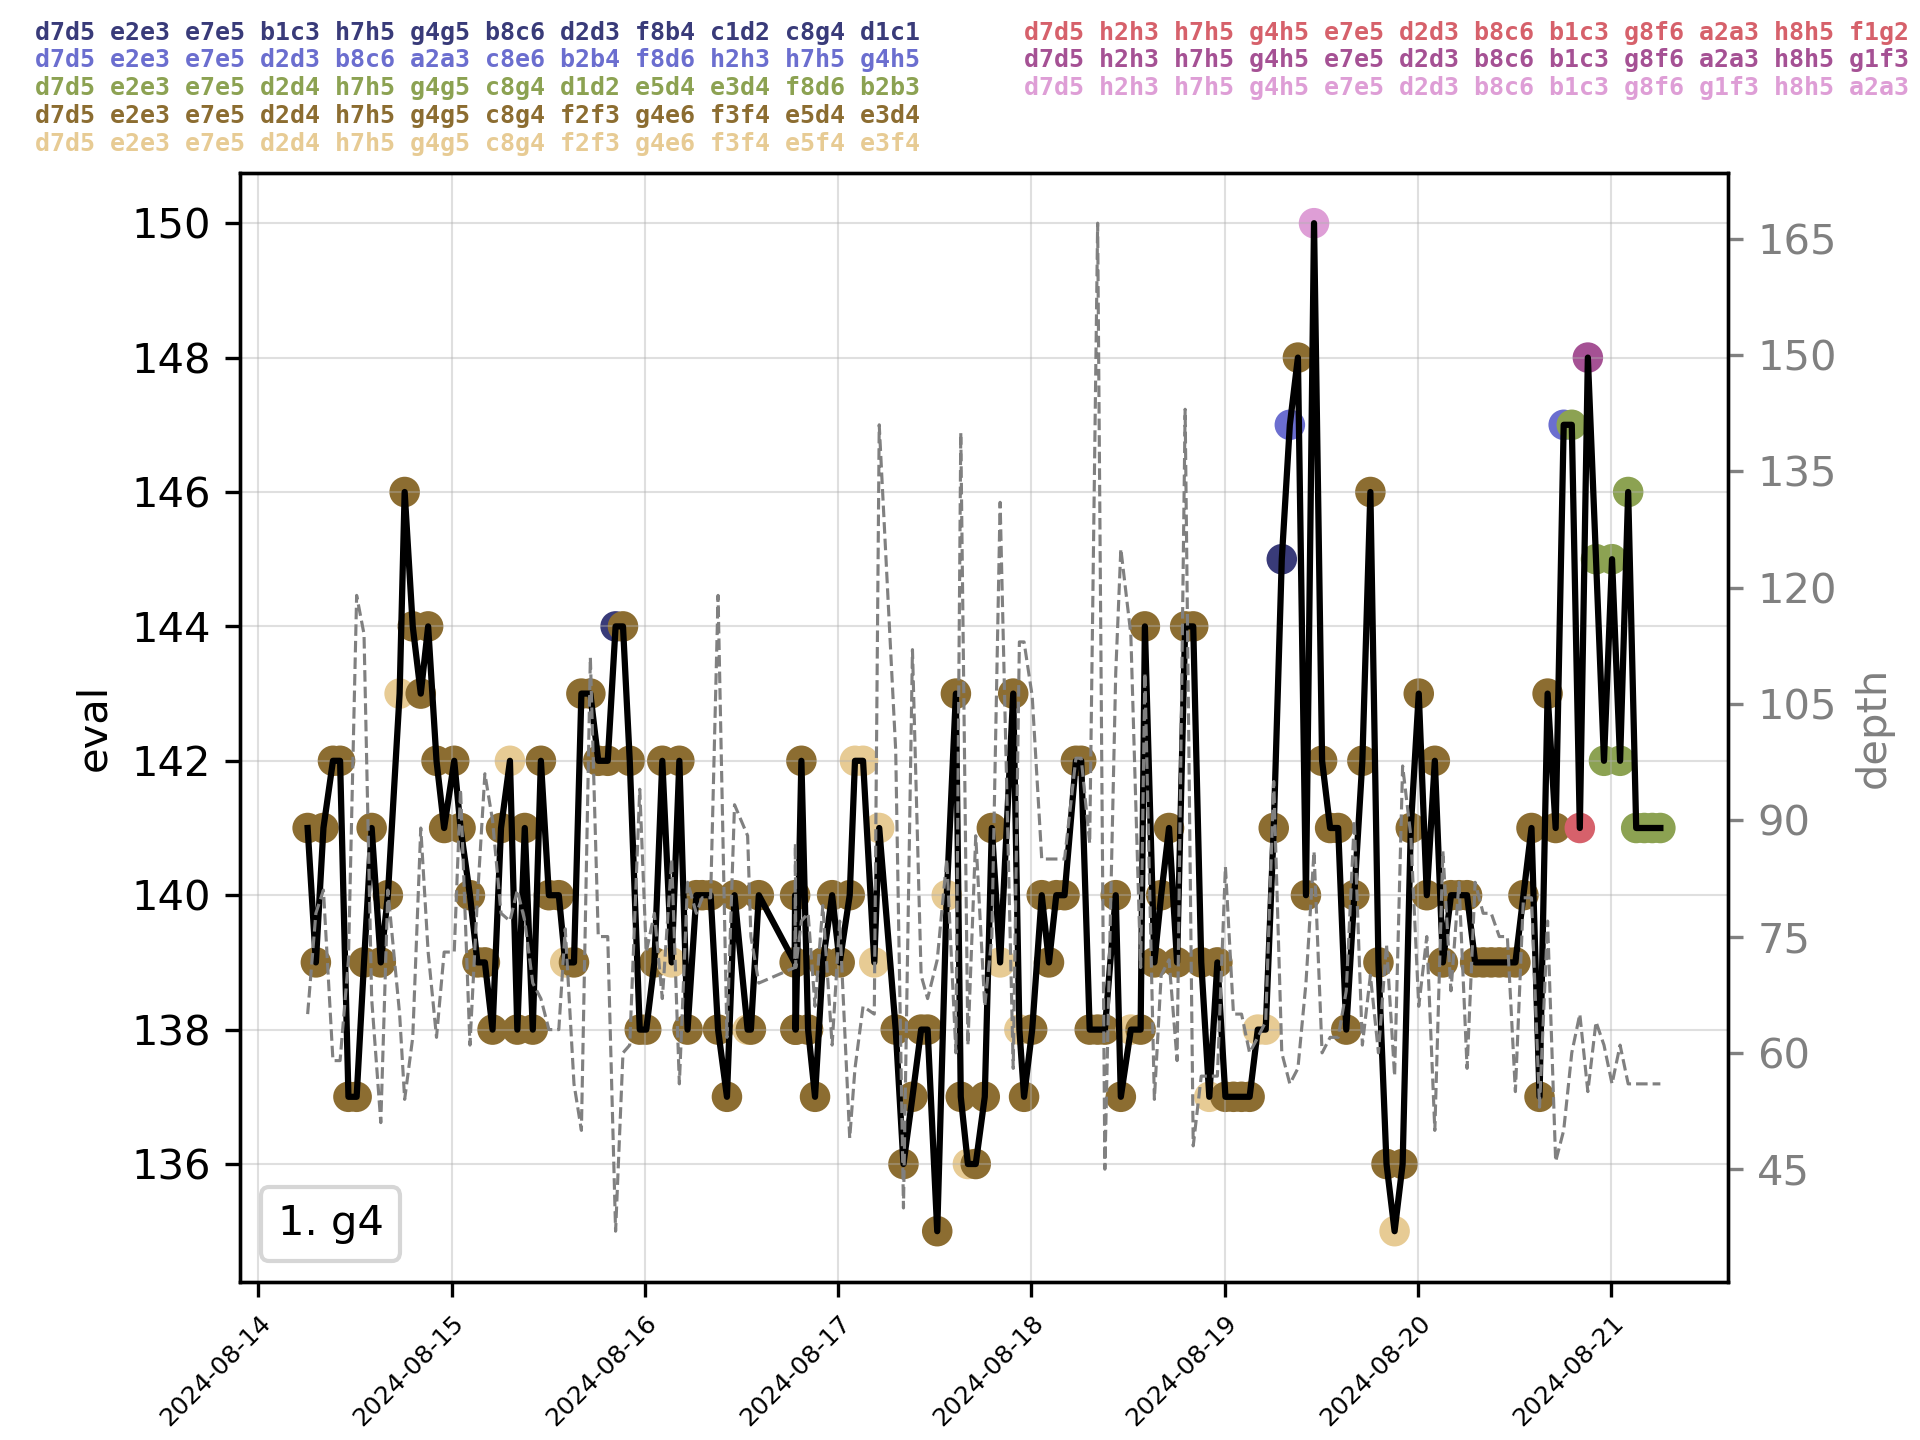 d7d5 e2e3 e7e5 b1c3 h7h5 g4g5 b8c6 d2d3 f8b4 c1d2 c8g4 d1c1
d7d5 e2e3 e7e5 d2d3 b8c6 a2a3 c8e6 b2b4 f8d6 h2h3 h7h5 g4h5
d7d5 e2e3 e7e5 d2d4 h7h5 g4g5 c8g4 d1d2 e5d4 e3d4 f8d6 b2b3
d7d5 e2e3 e7e5 d2d4 h7h5 g4g5 c8g4 f2f3 g4e6 f3f4 e5d4 e3d4
d7d5 e2e3 e7e5 d2d4 h7h5 g4g5 c8g4 f2f3 g4e6 f3f4 e5f4 e3f4
d7d5 h2h3 h7h5 g4h5 e7e5 d2d3 b8c6 b1c3 g8f6 a2a3 h8h5 f1g2
d7d5 h2h3 h7h5 g4h5 e7e5 d2d3 b8c6 b1c3 g8f6 a2a3 h8h5 g1f3
d7d5 h2h3 h7h5 g4h5 e7e5 d2d3 b8c6 b1c3 g8f6 g1f3 h8h5 a2a3
150
148
146
144
142
140
138
136
eval
165
150
135
120
105
90
75
60
45
depth
1. g4
2024-08-14
2024-08-15
2024-08-16
2024-08-17
2024-08-18
2024-08-19
2024-08-20
2024-08-21